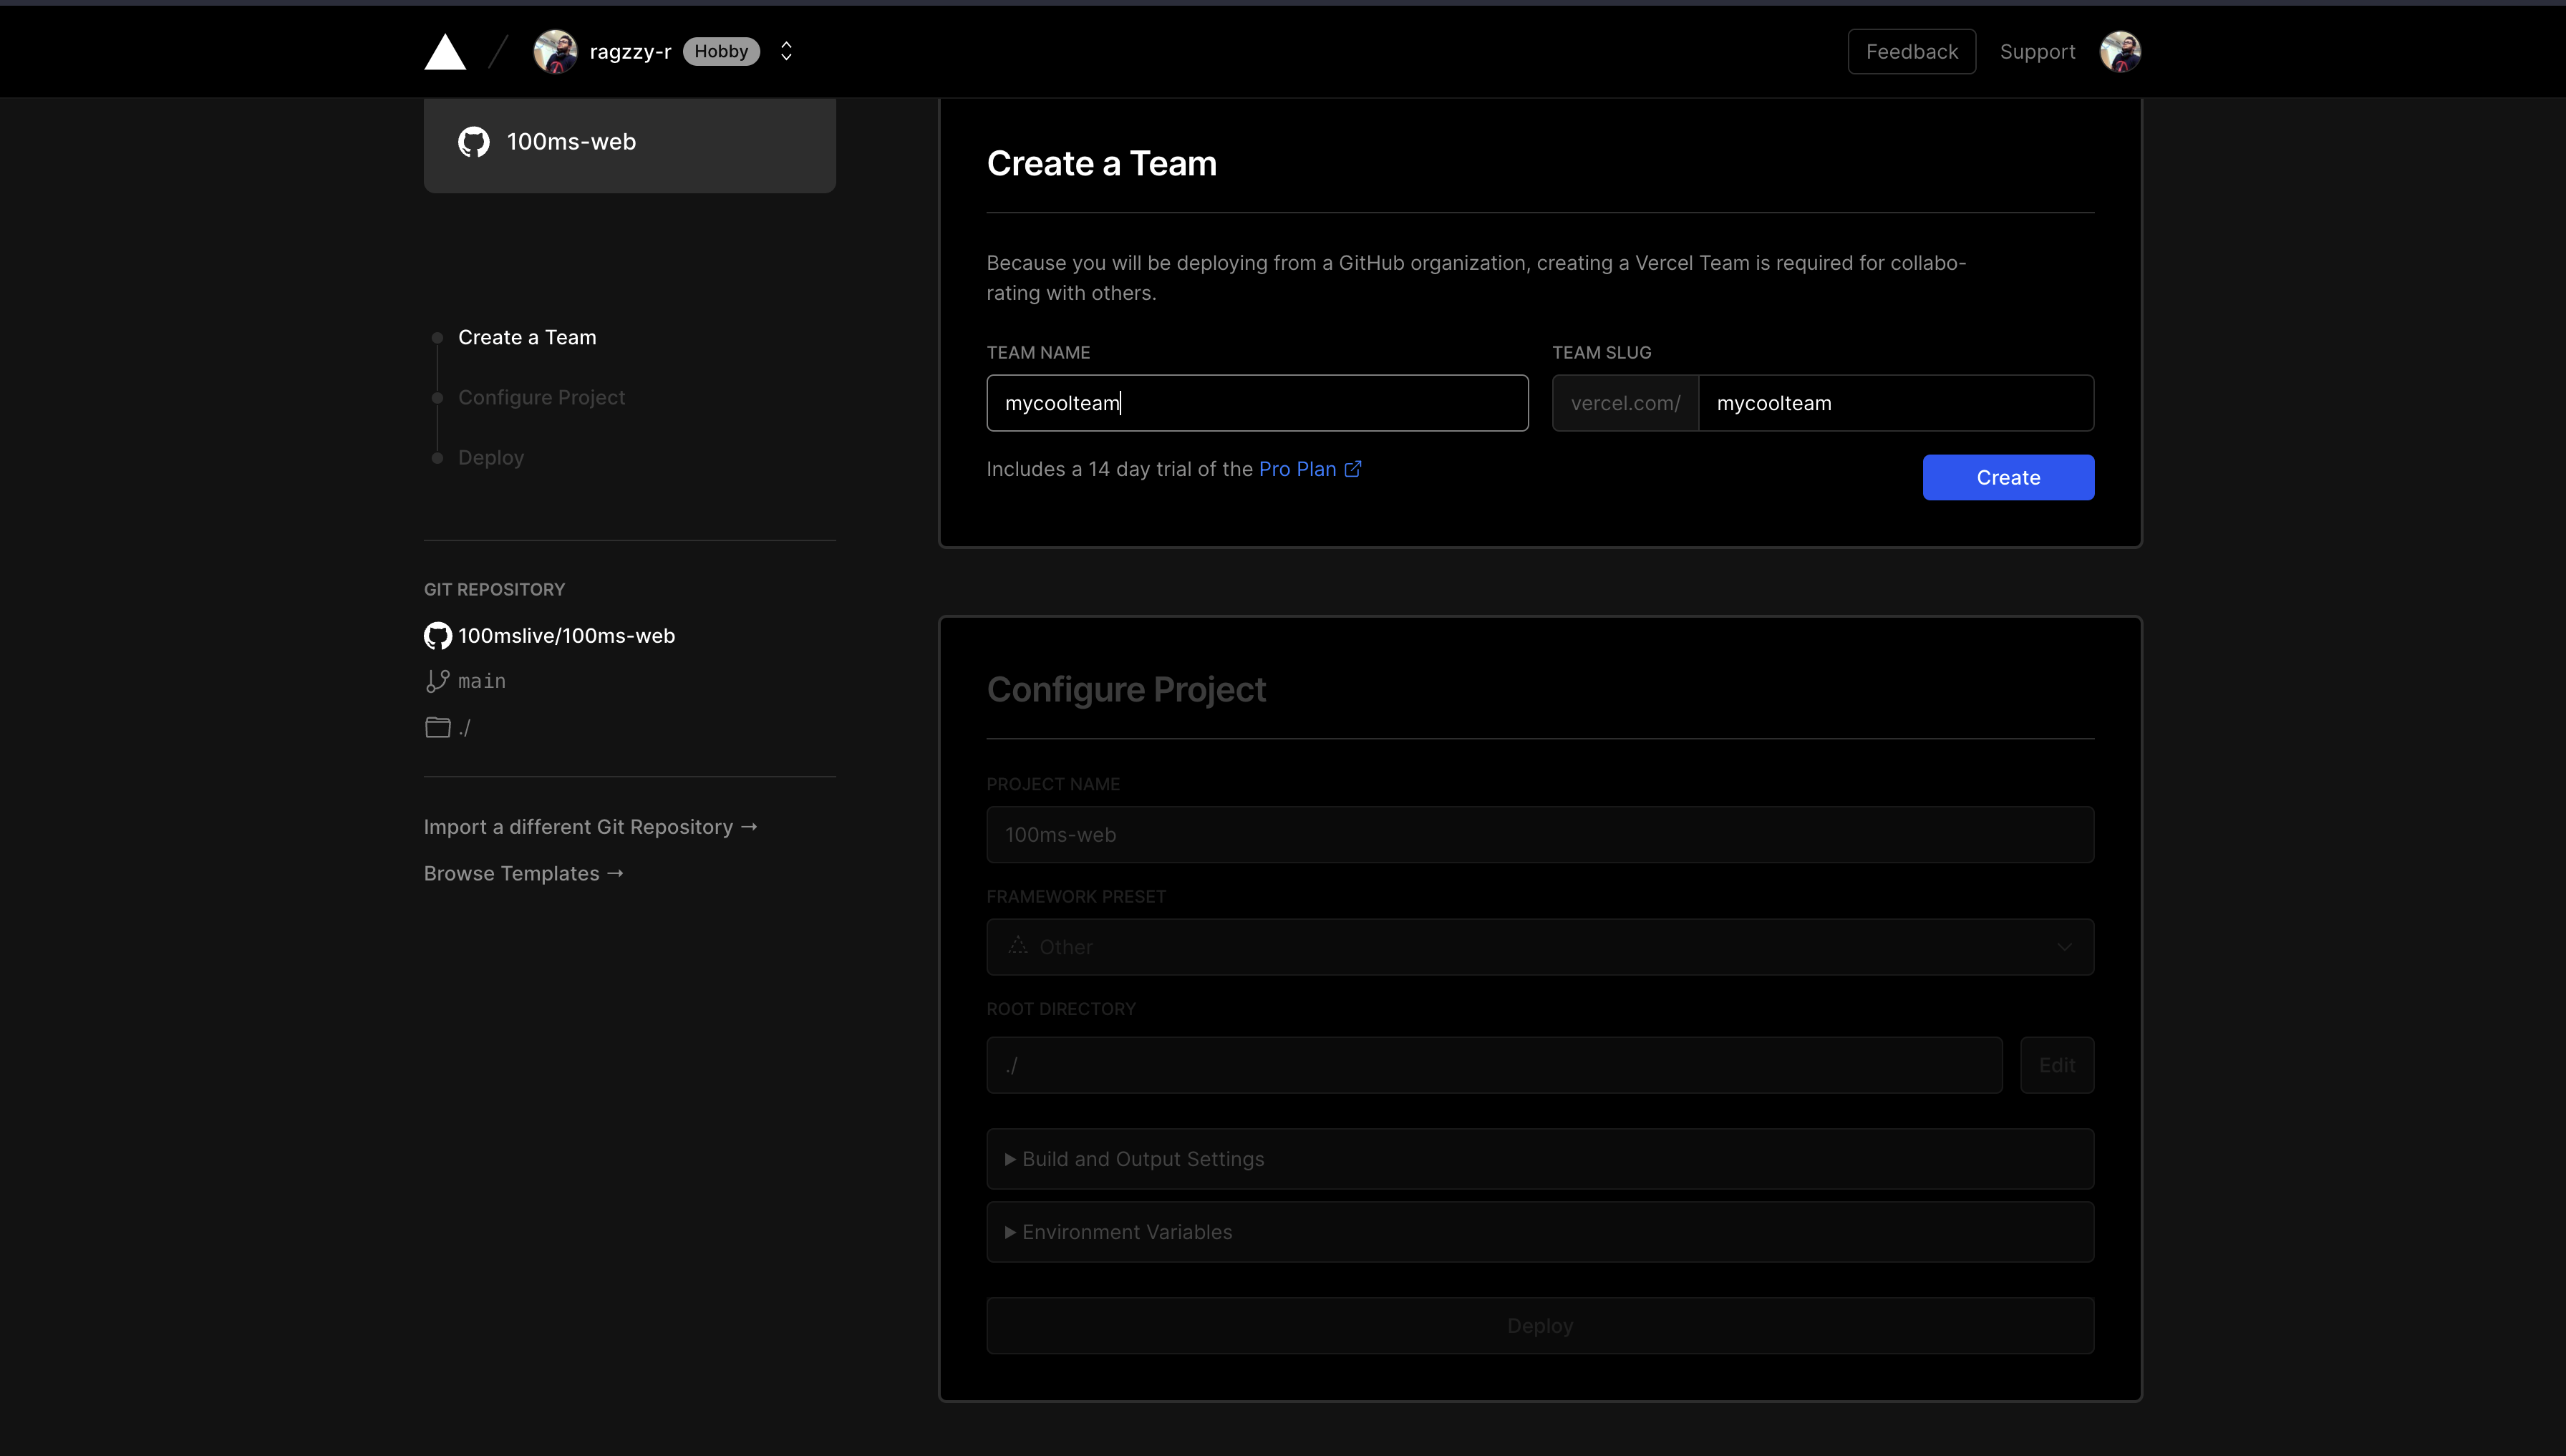 ragzzy-r Hobby
Feedback Support
100ms-web
Create a Team
Configure Project
Deploy
GIT REPOSITORY
100mslive/100ms-web
main
./
Import a different Git Repository →
Browse Templates →
Create a Team
Because you will be deploying from a GitHub organization, creating a Vercel Team is required for collabo-
rating with others.
TEAM NAME
mycoolteam
TEAM SLUG
vercel.com/ mycoolteam
Includes a 14 day trial of the Pro Plan
Create
Configure Project
PROJECT NAME
100ms-web
FRAMEWORK PRESET
Other
ROOT DIRECTORY
./
Edit
Build and Output Settings
Environment Variables
Deploy